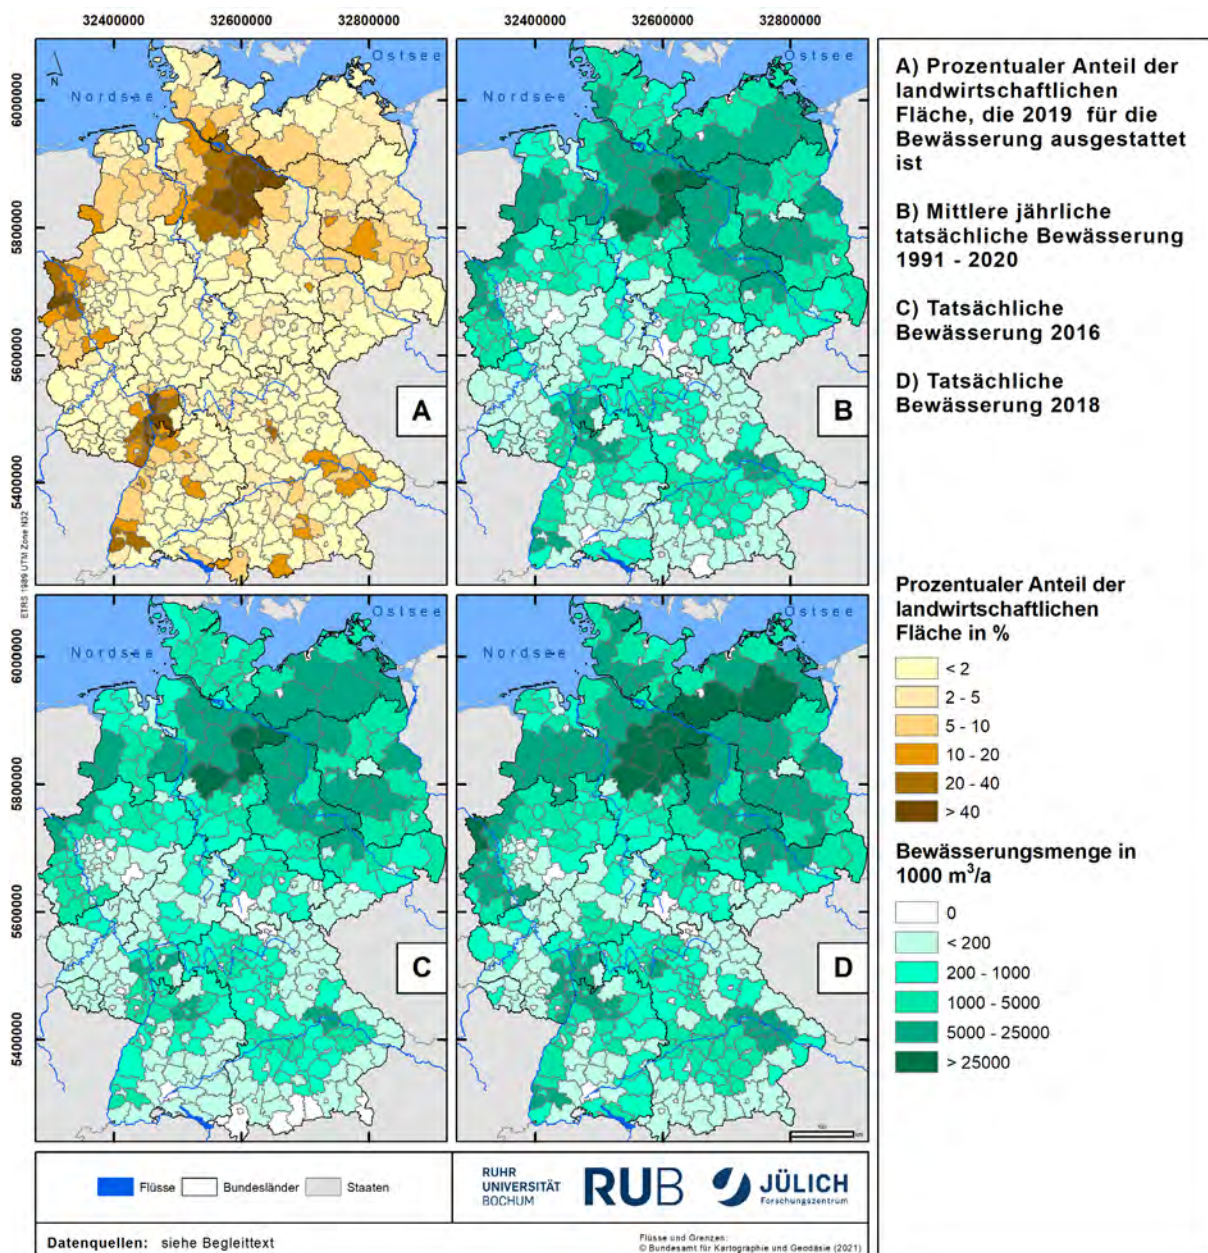 32400000 32600000 32800000
32400000 32600000 32800000
6000000
5800000
5600000
5400000
ETRS 1989 UTM Zone N32
6000000
5800000
5600000
5400000
N
Nordsee
Ostsee
A
Nordsee
Ostsee
B
Nordsee
Ostsee
C
Nordsee
Ostsee
D
A) Prozentualer Anteil der
landwirtschaftlichen
Fläche, die 2019 für die
Bewässerung ausgestattet
ist
B) Mittlere jährliche
tatsächliche Bewässerung
1991 - 2020
C) Tatsächliche
Bewässerung 2016
D) Tatsächliche
Bewässerung 2018
Prozentualer Anteil der
landwirtschaftlichen
Fläche in %
< 2
2 - 5
5 - 10
10 - 20
20 - 40
> 40
Bewässerungsmenge in
1000 m³/a
0
< 200
200 - 1000
1000 - 5000
5000 - 25000
> 25000
Flüsse Bundesländer Staaten
RUHR
UNIVERSITÄT
BOCHUM
RUB
JÜLICH
Forschungszentrum
Datenquellen: siehe Begleittext
Flüsse und Grenzen:
© Bundesamt für Kartographie und Geodäsie (2021)